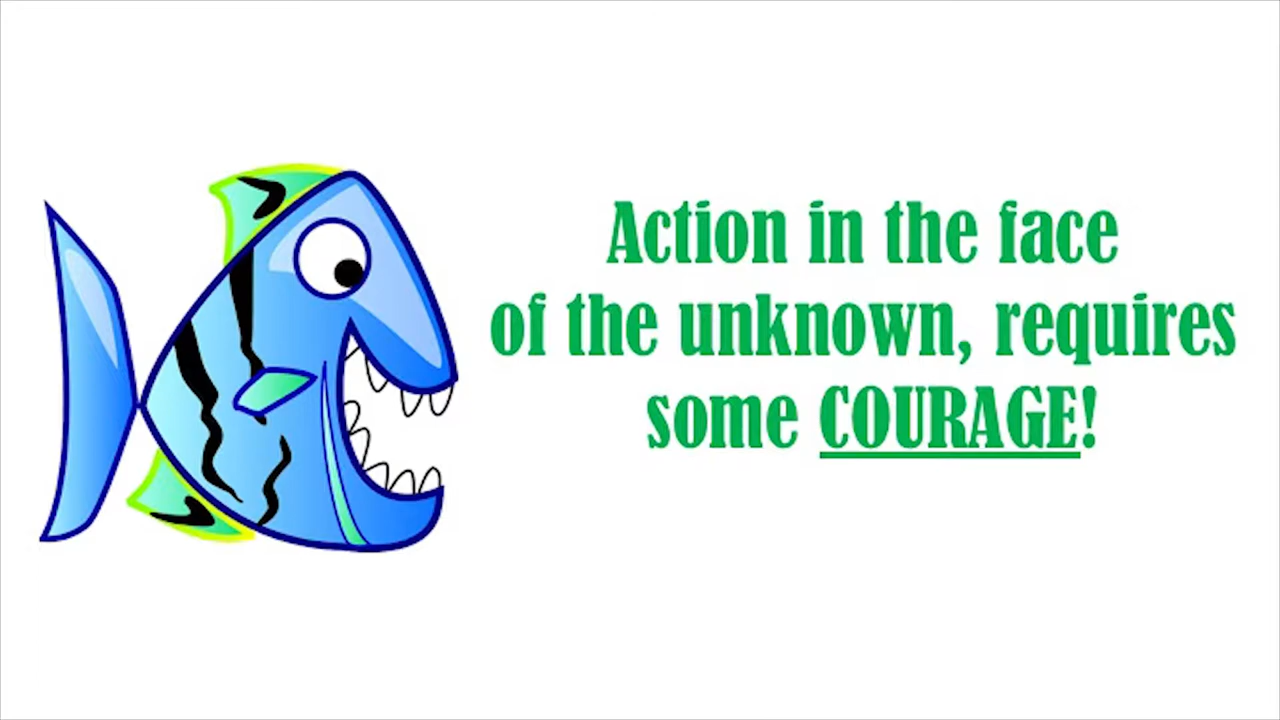 Action in the face
of the unknown, requires
some COURAGE!